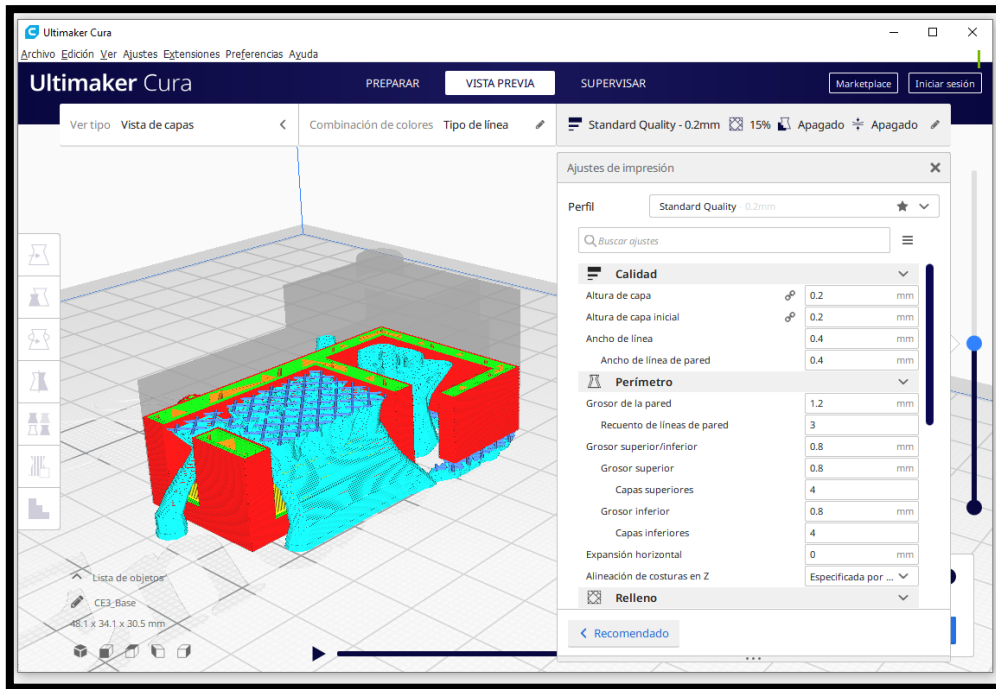 Ultimaker Cura
Archivo Edición Ver Ajustes Extensiones Preferencias Ayuda
Ultimaker Cura PREPARAR VISTA PREVIA SUPERVISAR Marketplace Iniciar sesión
Ver tipo Vista de capas Combinación de colores Tipo de línea Standard Quality - 0.2mm 15% Apagado Apagado
Ajustes de impresión
Perfil Standard Quality - 0.2mm
Buscar ajustes
Calidad
Altura de capa 0.2 mm
Altura de capa inicial 0.2 mm
Ancho de línea 0.4 mm
Ancho de línea de pared 0.4 mm
Perímetro
Grosor de la pared 1.2 mm
Recuento de líneas de pared 3
Grosor superior/inferior 0.8 mm
Grosor superior 0.8 mm
Capas superiores 4
Grosor inferior 0.8 mm
Capas inferiores 4
Expansión horizontal 0 mm
Alineación de costuras en Z Especificada por ...
Relleno
Recomendado
Lista de objetos
CE3_Base
48.1 x 34.1 x 30.5 mm